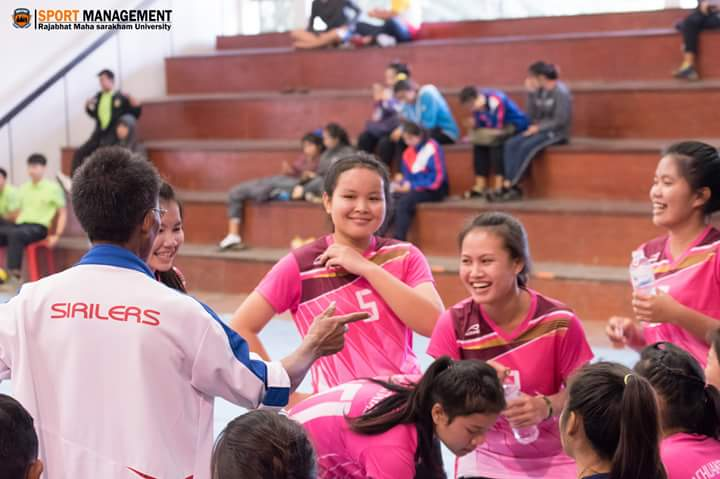 SPORT MANAGEMENT
Rajabhat Maha sarakham University
SIRILERS
5